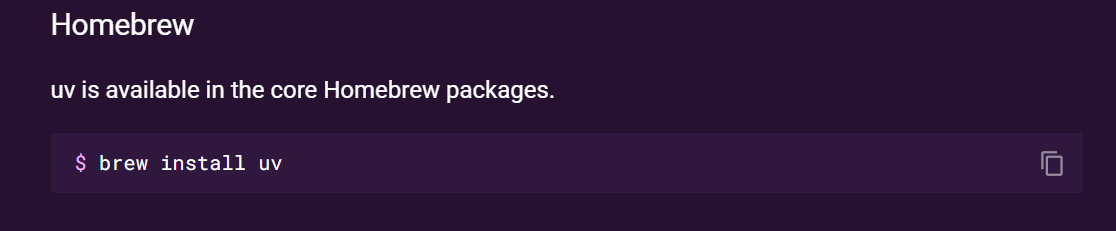 Homebrew
uv is available in the core Homebrew packages.
$ brew install uv